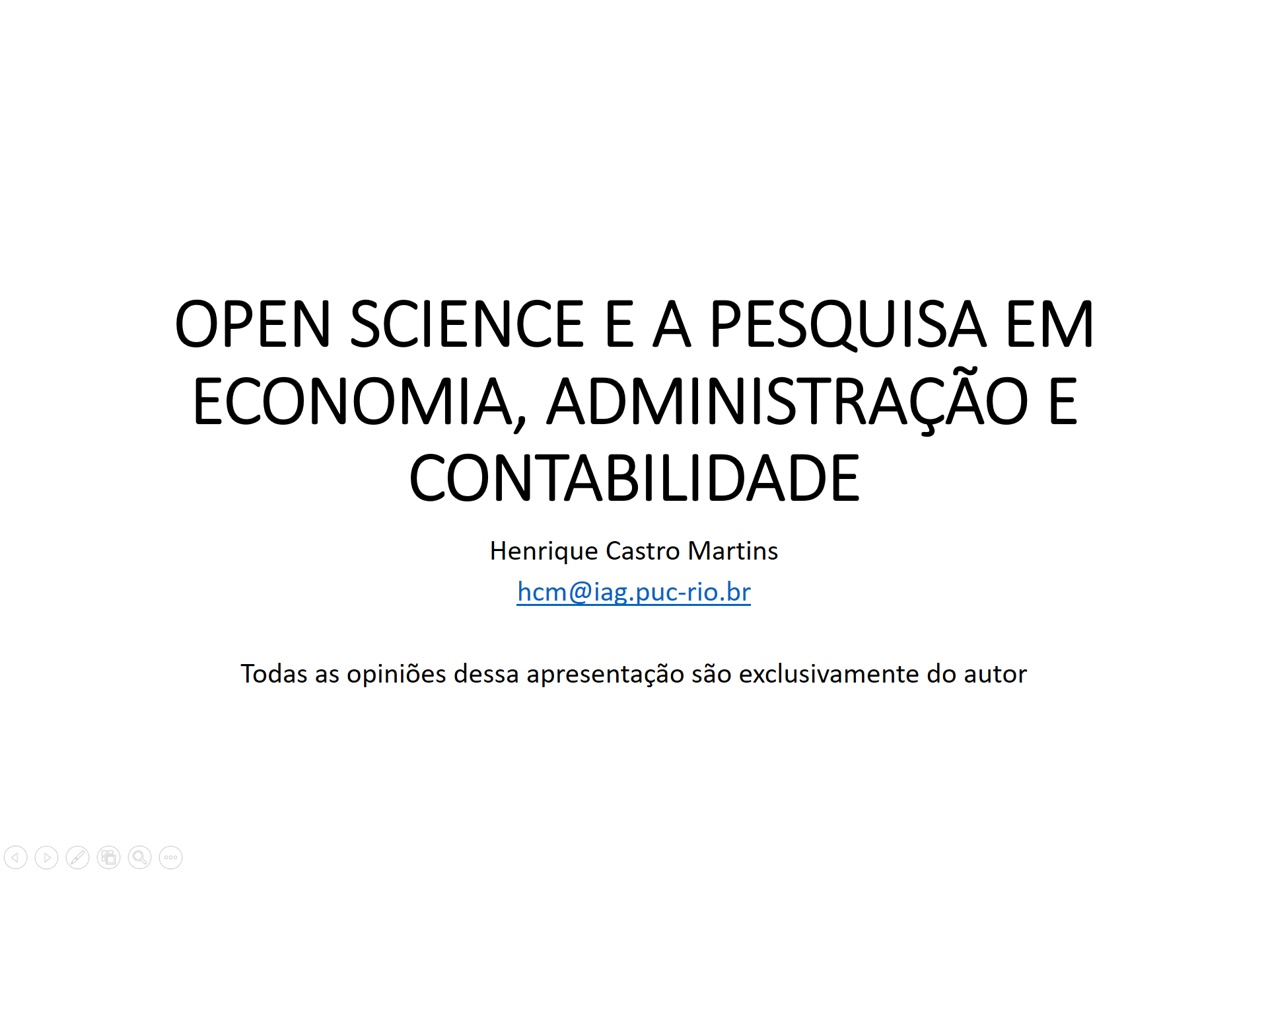 OPEN SCIENCE E A PESQUISA EM
ECONOMIA, ADMINISTRAÇÃO E
CONTABILIDADE
Henrique Castro Martins
hcm@iag.puc-rio.br
Todas as opiniões dessa apresentação são exclusivamente do autor